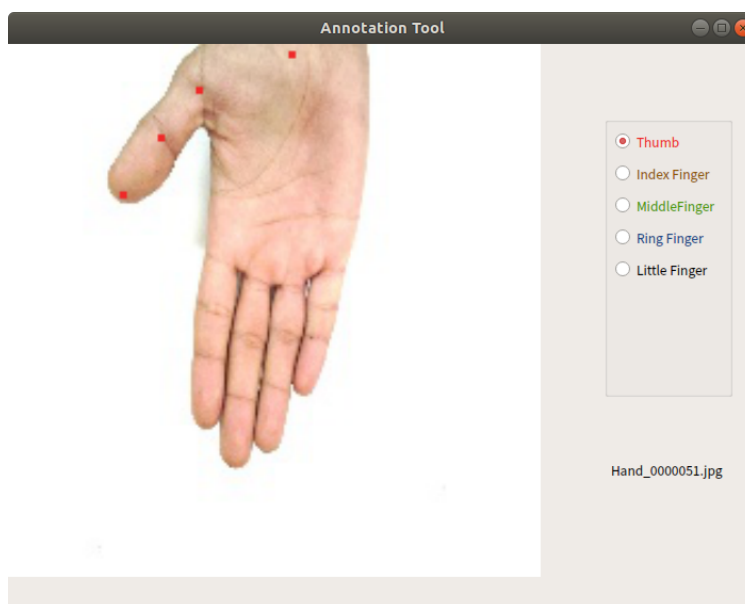 Annotation Tool
Thumb
Index Finger
MiddleFinger
Ring Finger
Little Finger
Hand_0000051.jpg